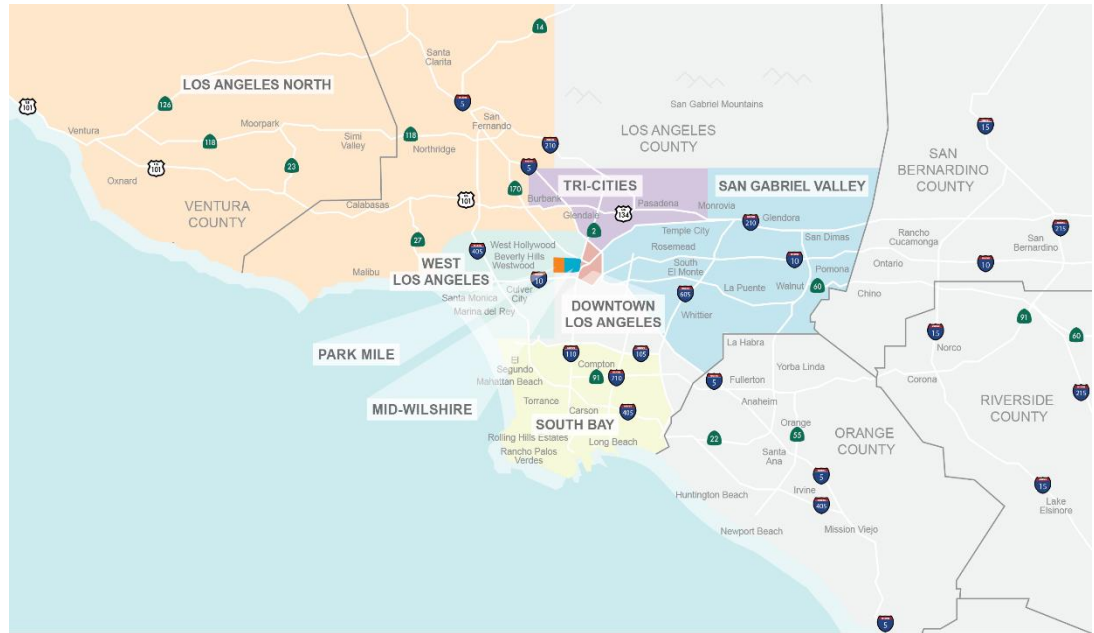 14
Santa
Clarita
LOS ANGELES NORTH
US
101
126
5
San Gabriel Mountains
Ventura
Moorpark
San
Fernando
LOS ANGELES
COUNTY
15
118
Simi
Valley
118
Northridge
210
SAN
BERNARDINO
COUNTY
101
23
5
TRI-CITIES
SAN GABRIEL VALLEY
Oxnard
170
Burbank
Pasadena
Monrovia
VENTURA
COUNTY
Calabasas
101
Glendale
134
210
Glendora
2
Temple City
215
27
405
West Hollywood
Beverly Hills
Westwood
Rosemead
San Dimas
Rancho
Cucamonga
San
Bernardino
WEST
LOS ANGELES
South
El Monte
10
Pomona
Ontario
10
Malibu
10
Culver
City
605
La Puente
Walnut
60
Chino
Santa Monica
Marina del Rey
DOWNTOWN
LOS ANGELES
Whittier
91
15
60
La Habra
Norco
PARK MILE
El
Segundo
110
105
Compton
Yorba Linda
Mahattan Beach
91
710
5
Fullerton
Corona
215
MID-WILSHIRE
Torrance
Carson
405
Anaheim
RIVERSIDE
COUNTY
SOUTH BAY
Orange
55
ORANGE
COUNTY
22
Rolling Hills Estates
Long Beach
Rancho Palos
Verdes
Santa
Ana
5
Irvine
15
Huntington Beach
405
Lake
Elsinore
Newport Beach
Mission Viejo
5